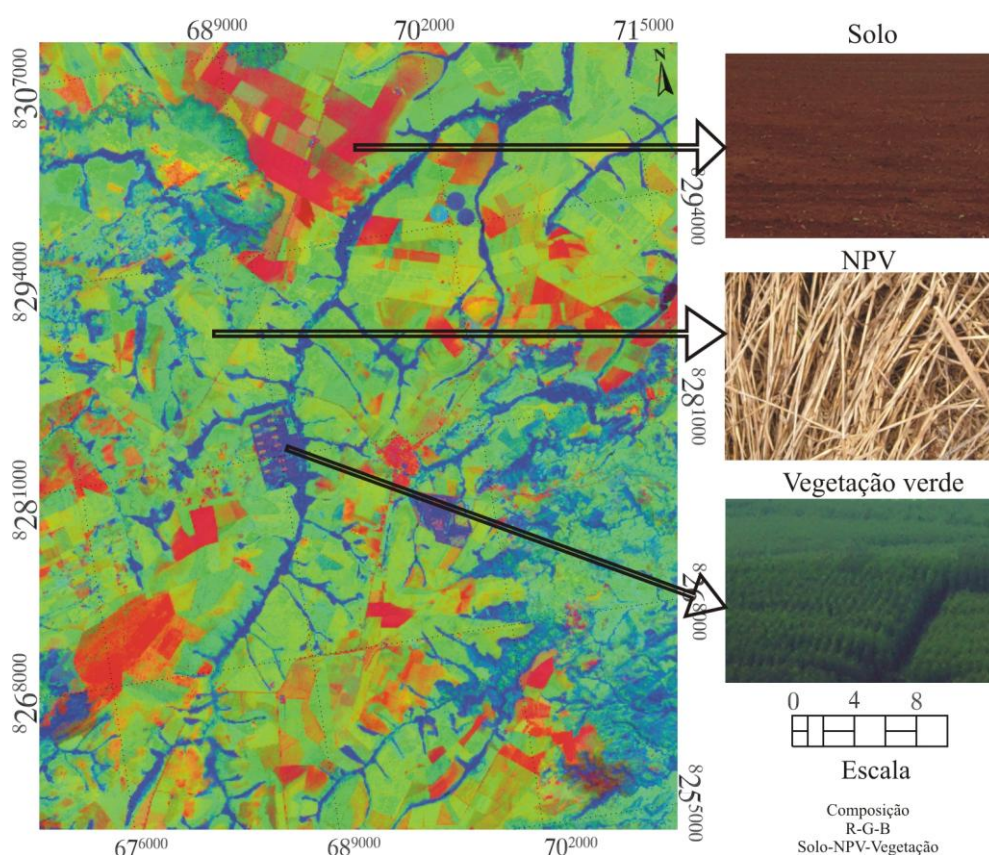 689000 702000 715000
Solo
8307000
N
8294000
NPV
8294000
8281000
Vegetação verde
8281000
8268000
0 4 8
8268000
Escala
8255000
Composição
R-G-B
Solo-NPV-Vegetação
676000 689000 702000